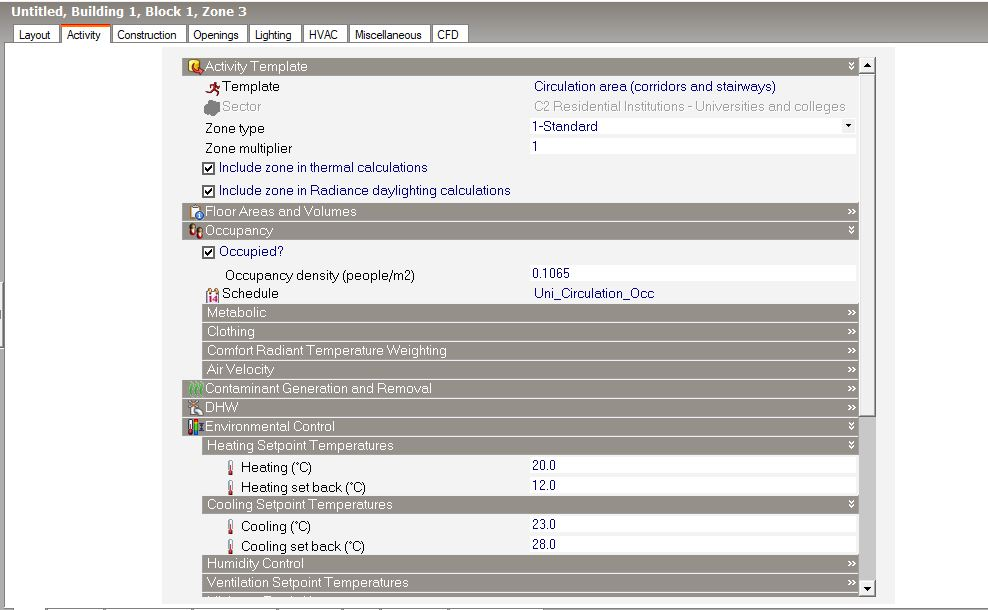 Untitled, Building 1, Block 1, Zone 3
Layout Activity Construction Openings Lighting HVAC Miscellaneous CFD
Activity Template
Template Circulation area (corridors and stairways)
Sector C2 Residential Institutions - Universities and colleges
Zone type 1-Standard
Zone multiplier 1
Include zone in thermal calculations
Include zone in Radiance daylighting calculations
Floor Areas and Volumes
Occupancy
Occupied?
Occupancy density (people/m2) 0.1065
Schedule Uni_Circulation_Occ
Metabolic
Clothing
Comfort Radiant Temperature Weighting
Air Velocity
Contaminant Generation and Removal
DHW
Environmental Control
Heating Setpoint Temperatures
Heating (°C) 20.0
Heating set back (°C) 12.0
Cooling Setpoint Temperatures
Cooling (°C) 23.0
Cooling set back (°C) 28.0
Humidity Control
Ventilation Setpoint Temperatures